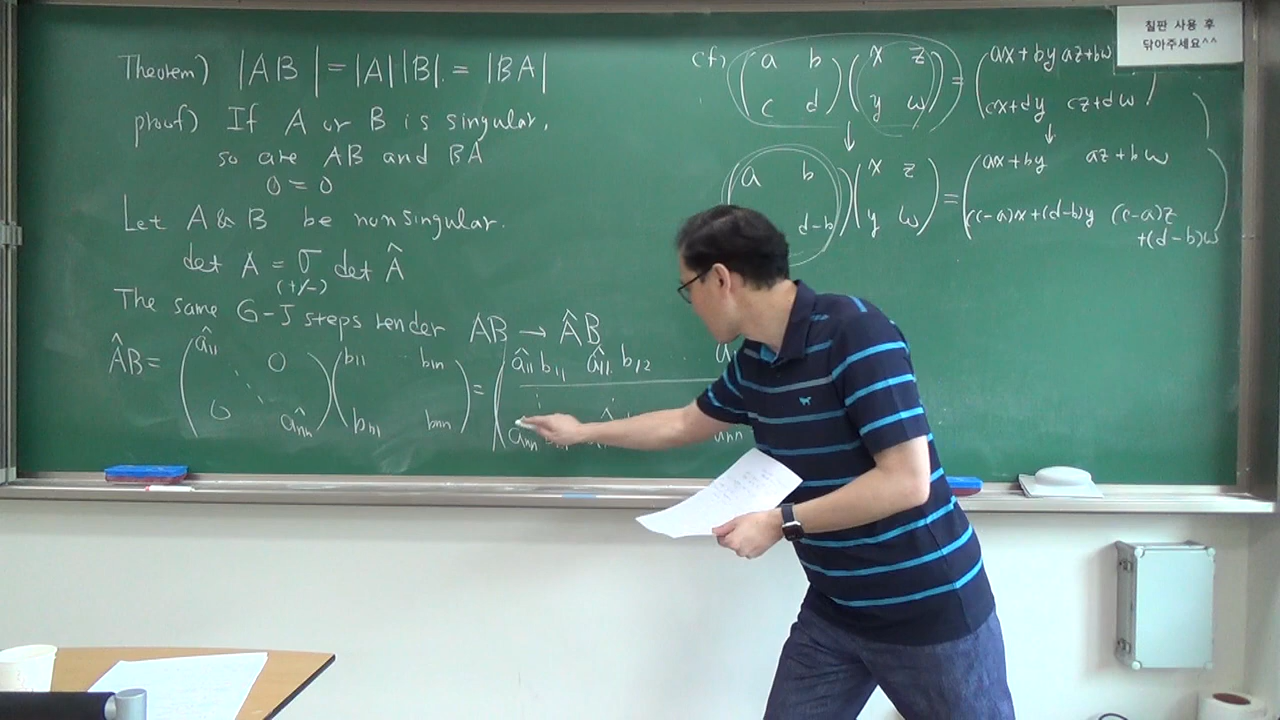 Theorem) |AB| = |A||B| = |BA|
proof) If A or B is singular,
so are AB and BA
0 = 0
Let A & B be nonsingular.
det A = σ det Â
(+/-)
The same G-J steps render AB → ÂB
ÂB = ( â11 0 ) ( b11 ·· b1n ) = ( â11 b11 â11 b12 ·· a
0 ânn bn1 bnn ânn
cf) ( a b ) ( x z ) = ( ax+by az+bw
c d y w cx+dy cz+dw )
↓ ↓
( a b ) ( x z ) = ( ax+by az+bw )
d-b y w (c-a)x+(d-b)y (c-a)z
+(d-b)w
칠판 사용 후
닦아주세요^^